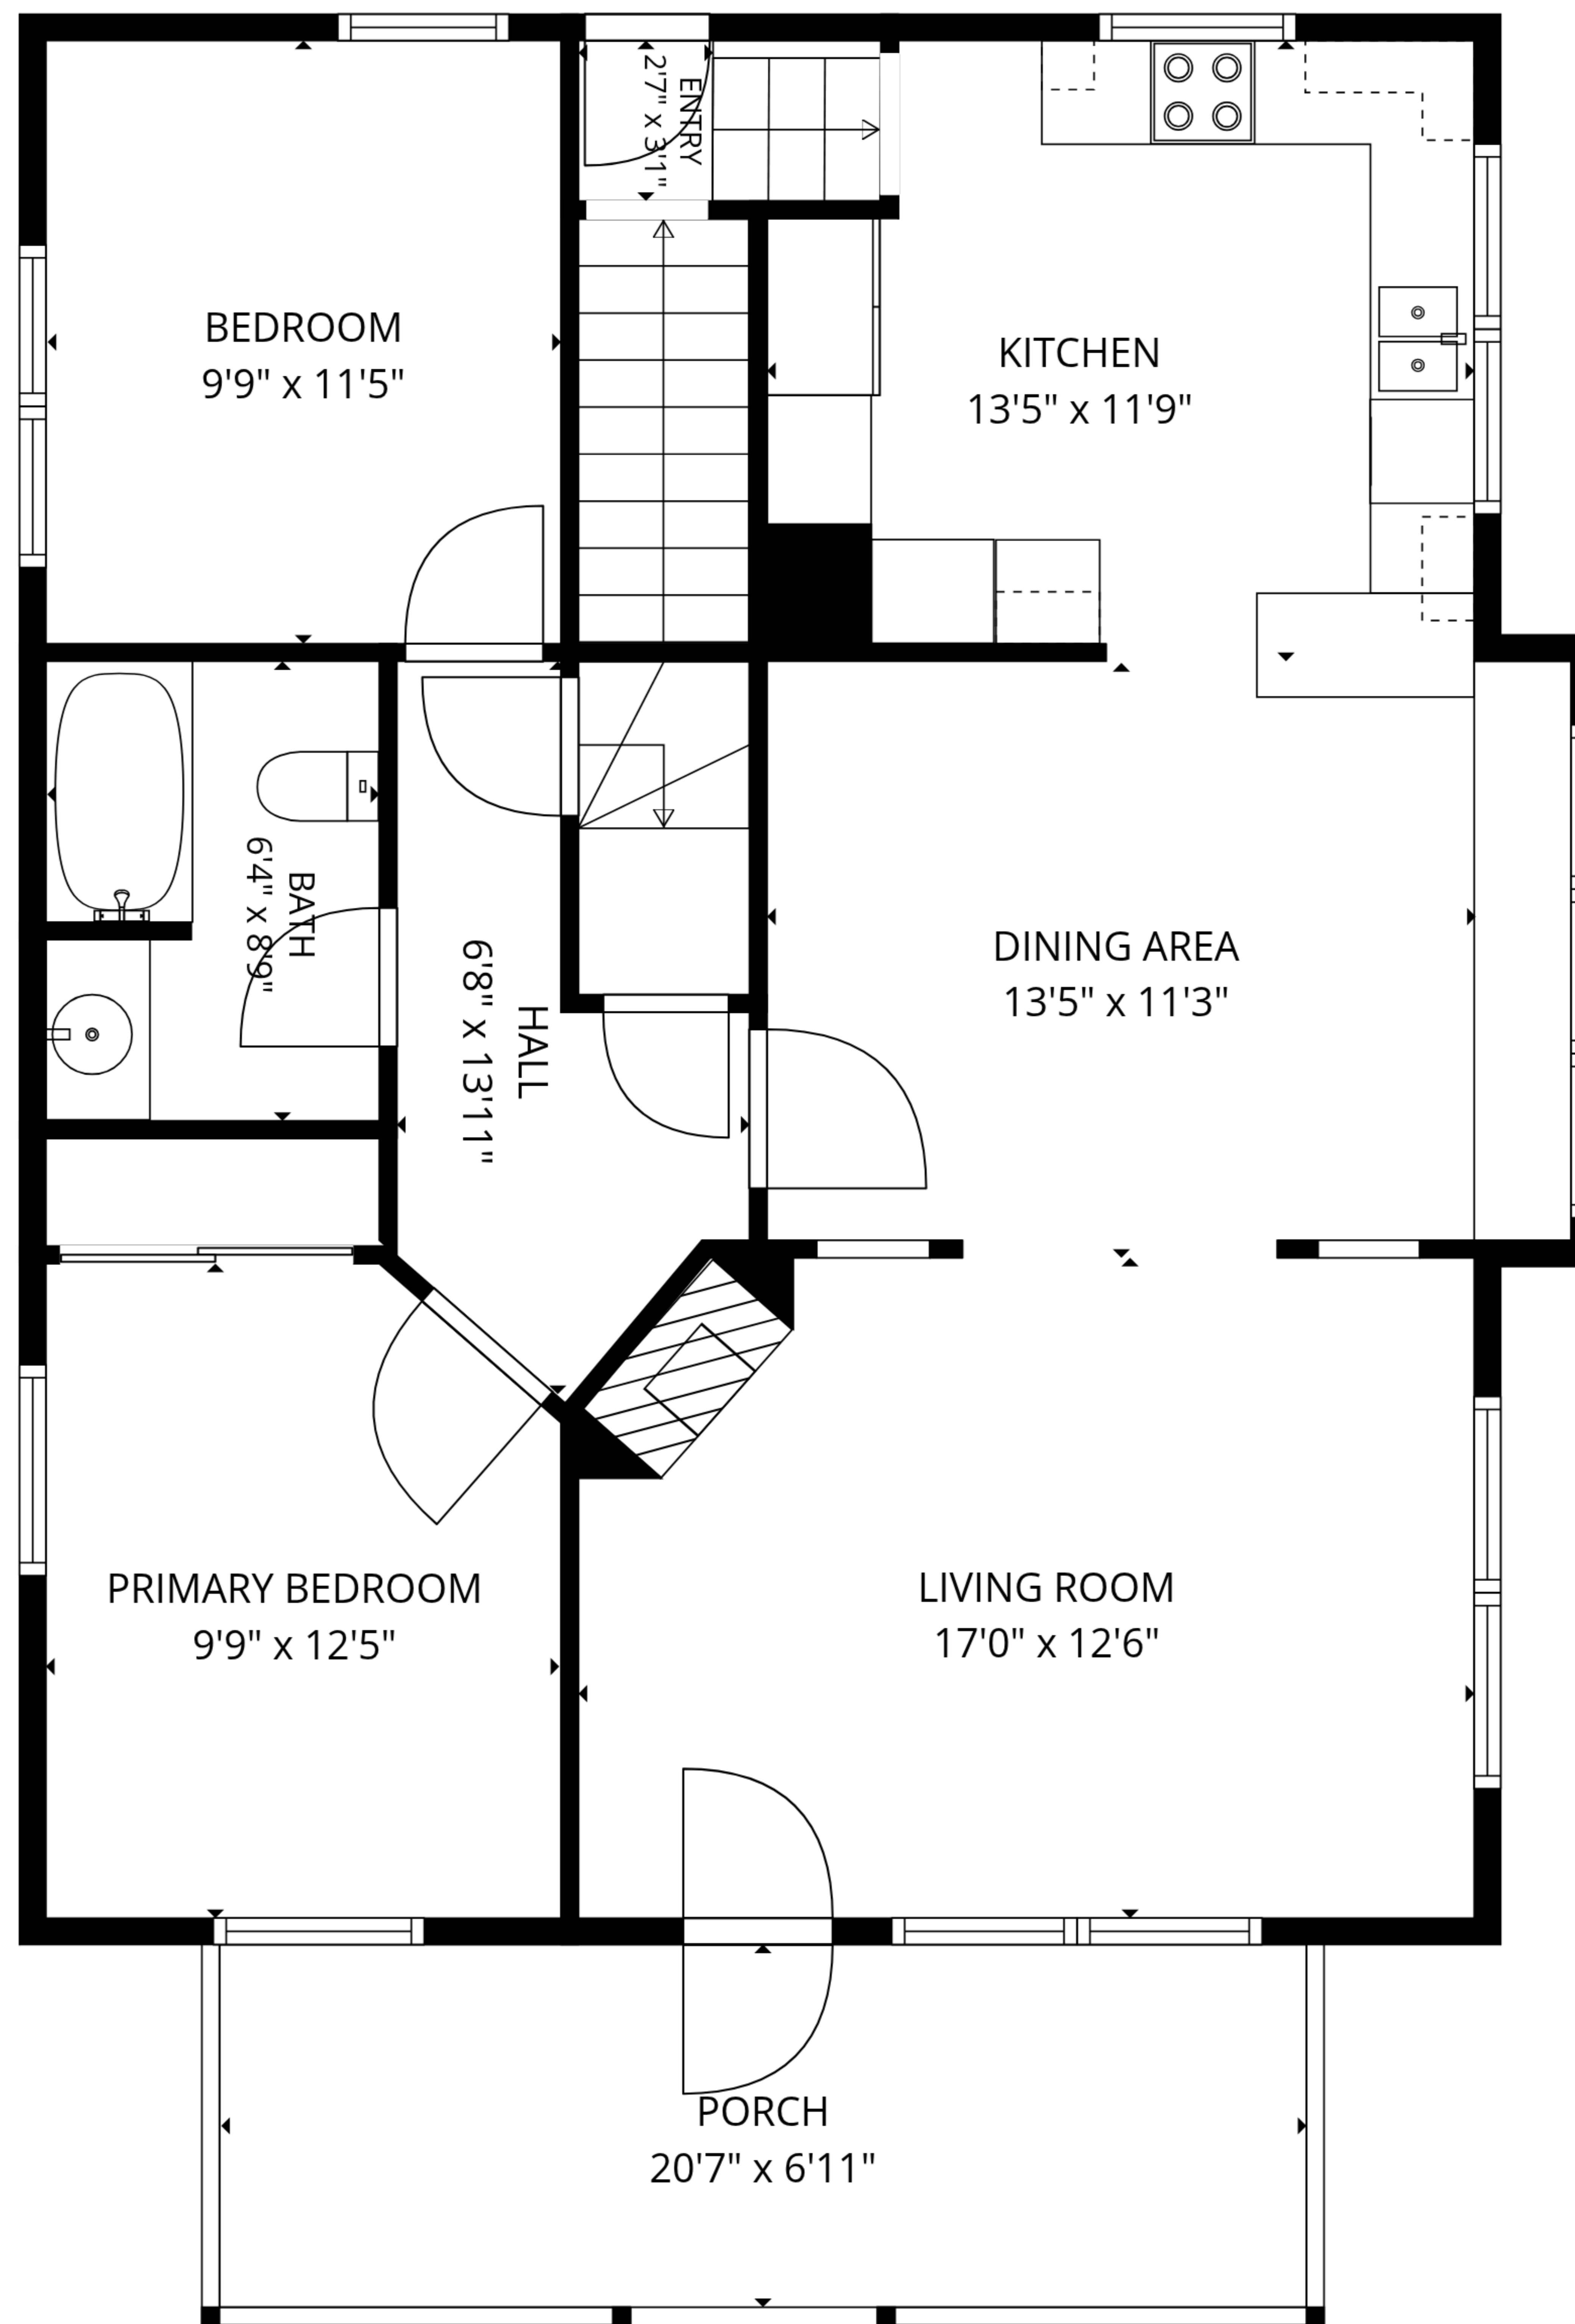 ENTRY
2'7" x 3'1"
BEDROOM
9'9" x 11'5"
KITCHEN
13'5" x 11'9"
BATH
6'4" x 8'9"
HALL
6'8" x 13'11"
DINING AREA
13'5" x 11'3"
PRIMARY BEDROOM
9'9" x 12'5"
LIVING ROOM
17'0" x 12'6"
PORCH
20'7" x 6'11"